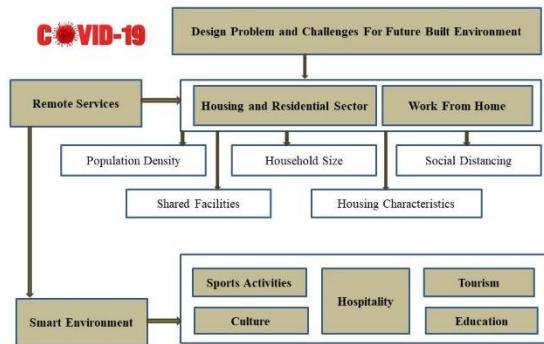 COVID-19
Design Problem and Challenges For Future Built Environment
Remote Services
Housing and Residential Sector
Work From Home
Population Density
Household Size
Social Distancing
Shared Facilities
Housing Characteristics
Sports Activities
Hospitality
Tourism
Smart Environment
Culture
Education